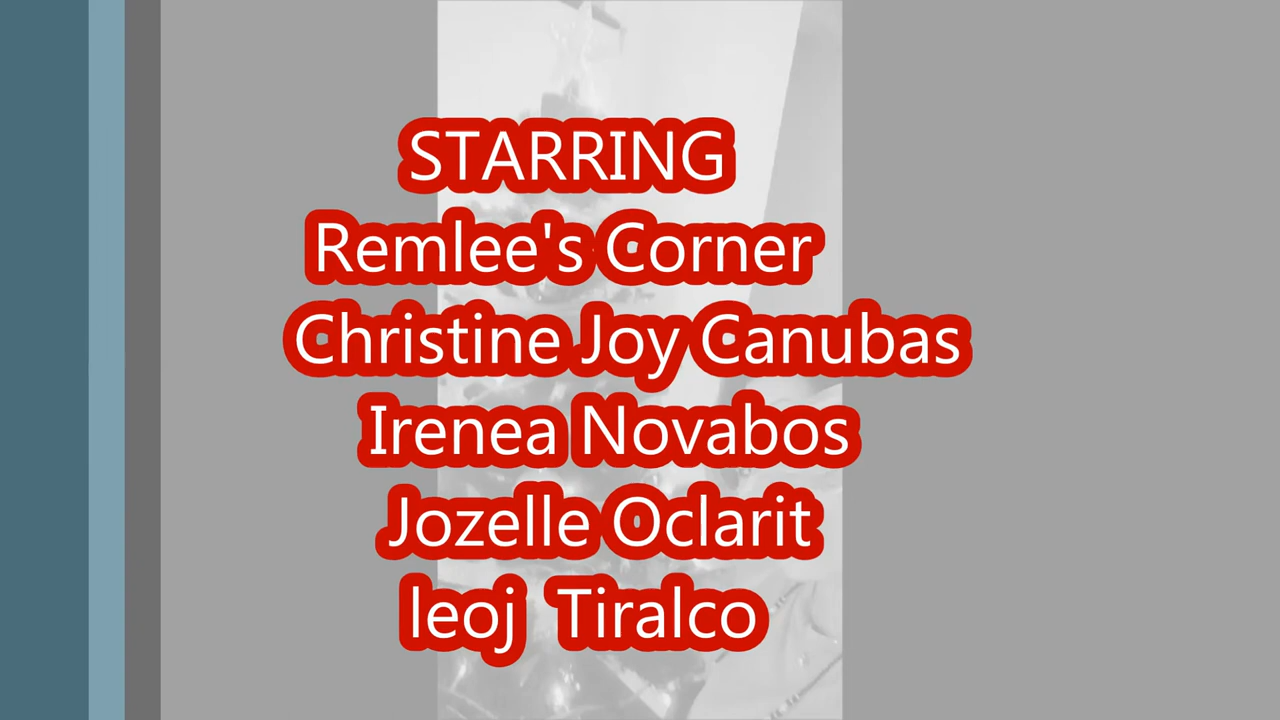 STARRING
Remlee's Corner
Christine Joy Canubas
Irenea Novabos
Jozelle Oclarit
leoj Tiralco